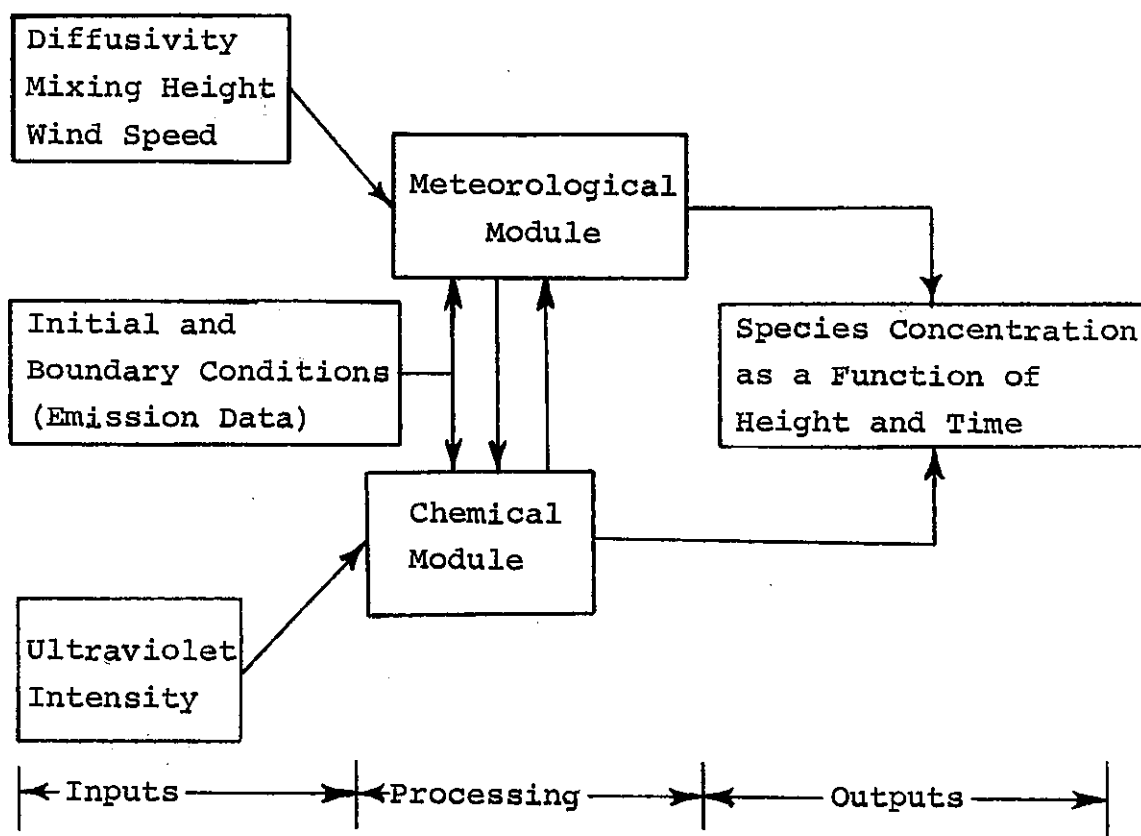 Diffusivity
Mixing Height
Wind Speed
Meteorological
Module
Initial and
Boundary Conditions
(Emission Data)
Species Concentration
as a Function of
Height and Time
Chemical
Module
Ultraviolet
Intensity
Inputs
Processing
Outputs